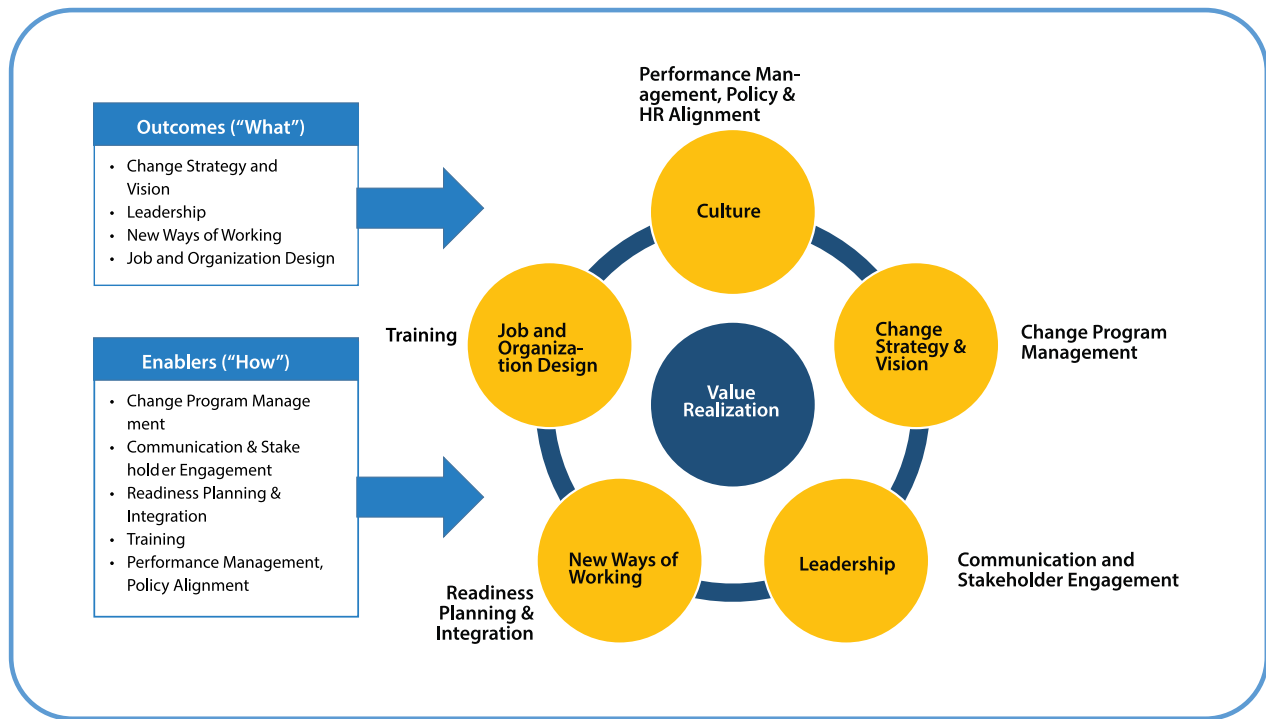 Outcomes (“What”)
• Change Strategy and
Vision
• Leadership
• New Ways of Working
• Job and Organization Design
Enablers (“How”)
• Change Program Manage
ment
• Communication & Stake
holder Engagement
• Readiness Planning &
Integration
• Training
• Performance Management,
Policy Alignment
Performance Man-
agement, Policy &
HR Alignment
Culture
Training
Job and
Organiza-
tion Design
Change
Strategy &
Vision
Change Program
Management
Value
Realization
New Ways of
Working
Leadership
Readiness
Planning &
Integration
Communication and
Stakeholder Engagement